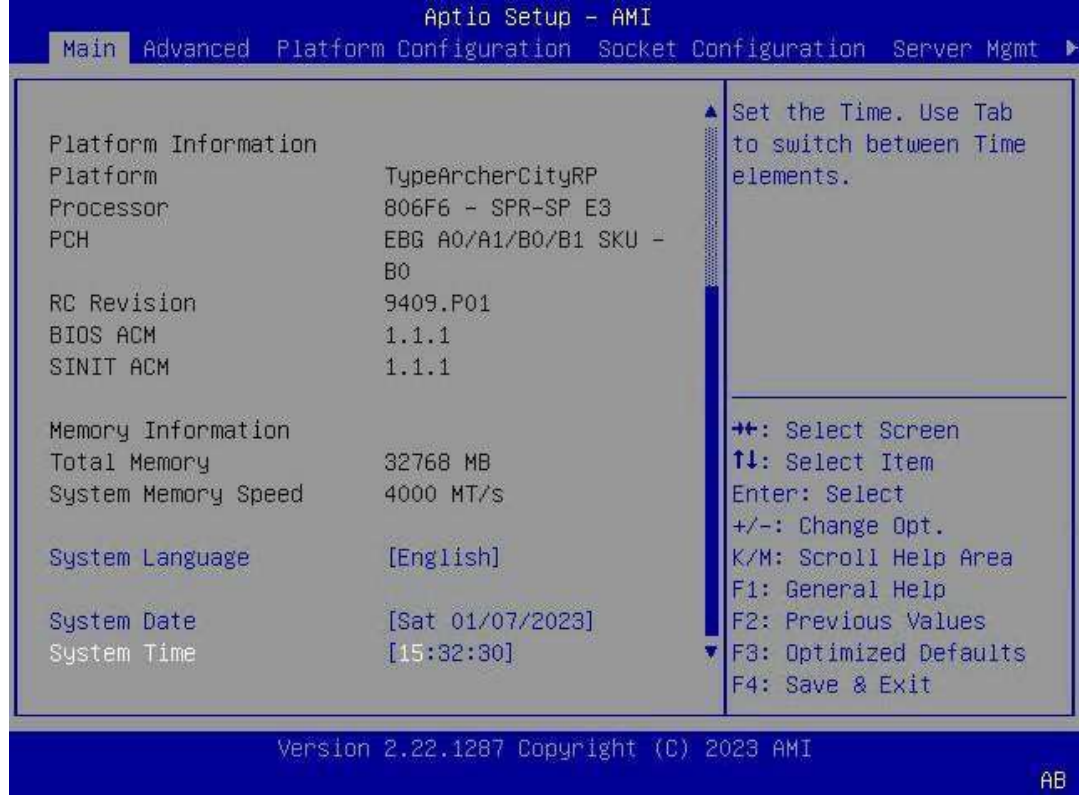 Aptio Setup - AMI
Main Advanced Platform Configuration Socket Configuration Server Mgmt
Platform Information
Platform TypeArcherCityRP
Processor 806F6 - SPR-SP E3
PCH EBG A0/A1/B0/B1 SKU -
B0
RC Revision 9409.P01
BIOS ACM 1.1.1
SINIT ACM 1.1.1
Memory Information
Total Memory 32768 MB
System Memory Speed 4000 MT/s
System Language [English]
System Date [Sat 01/07/2023]
System Time [15:32:30]
Set the Time. Use Tab
to switch between Time
elements.
→←: Select Screen
↑↓: Select Item
Enter: Select
+/-: Change Opt.
K/M: Scroll Help Area
F1: General Help
F2: Previous Values
F3: Optimized Defaults
F4: Save & Exit
Version 2.22.1287 Copyright (C) 2023 AMI
AB